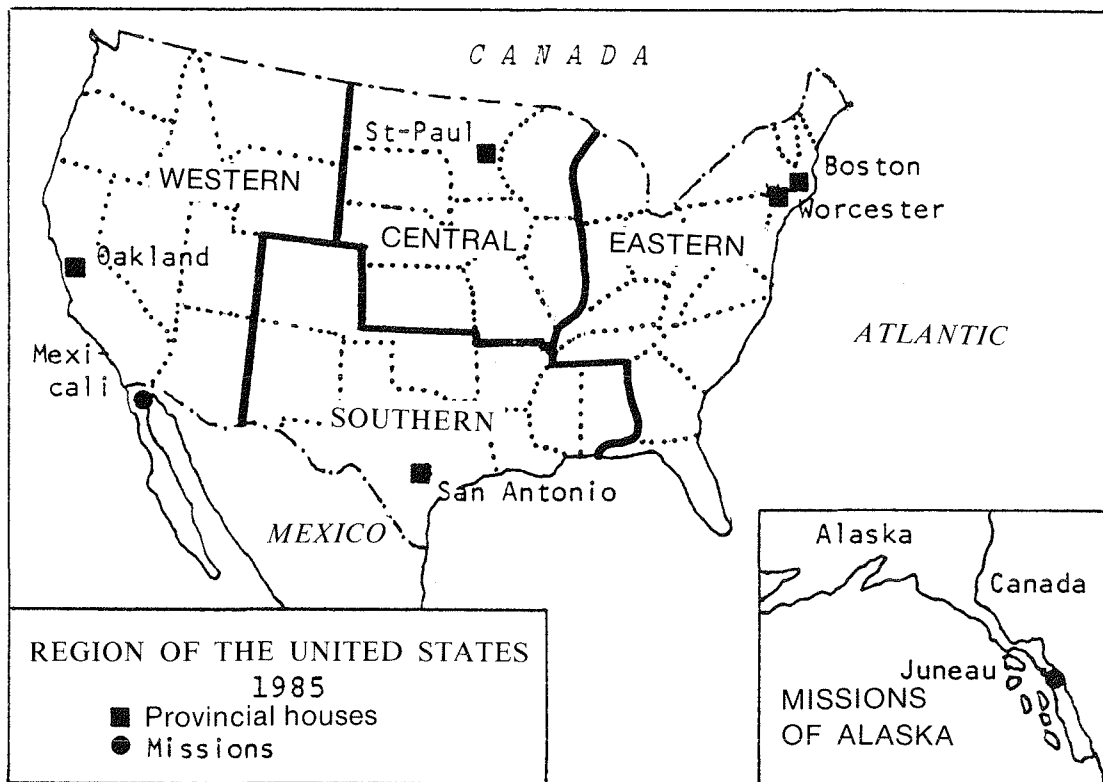 CANADA
St-Paul
Boston
WESTERN
Worcester
CENTRAL
EASTERN
Oakland
ATLANTIC
Mexi-
cali
SOUTHERN
San Antonio
MEXICO
Alaska
Canada
Juneau
MISSIONS
OF ALASKA
REGION OF THE UNITED STATES
1985
Provincial houses
Missions